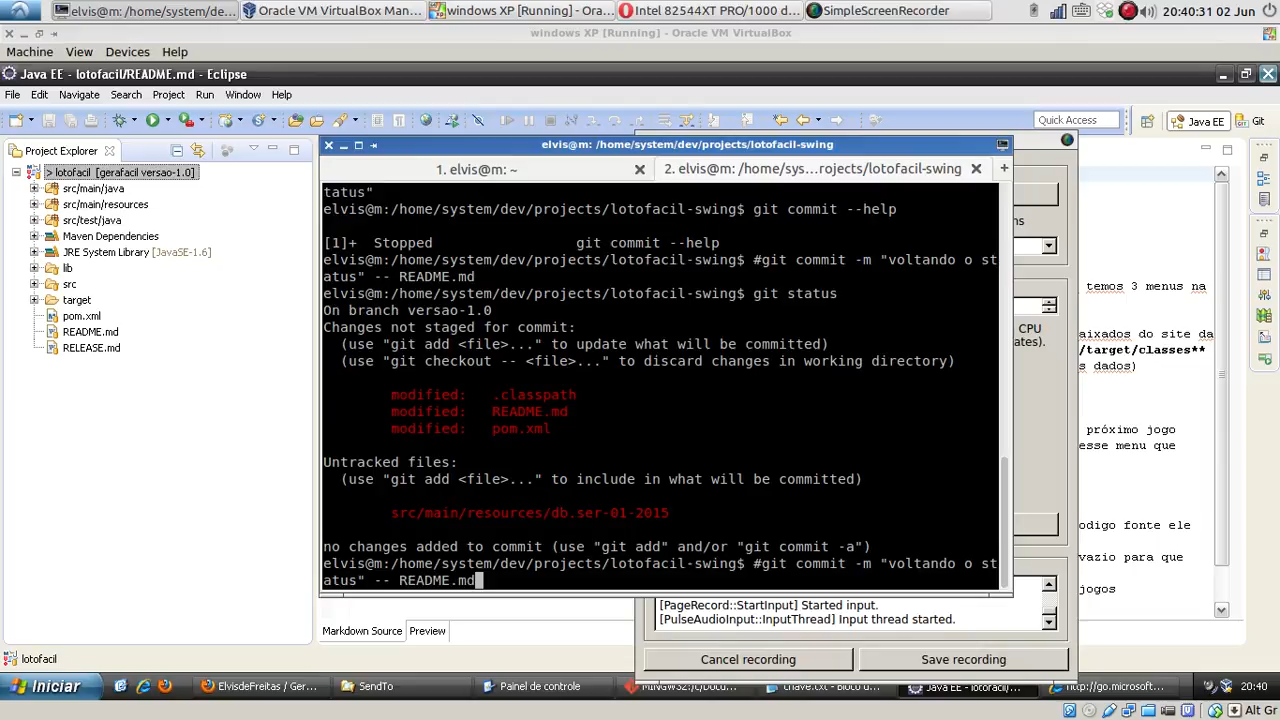 elvis@m: /home/system/de...
Oracle VM VirtualBox Man...
windows XP [Running] - Ora...
Intel 82544XT PRO/1000 d...
SimpleScreenRecorder
20:40:31 02 Jun
windows XP [Running] - Oracle VM VirtualBox
Machine View Devices Help
Java EE - lotofacil/README.md - Eclipse
File Edit Navigate Search Project Run Window Help
Quick Access
Java EE
Git
Project Explorer
> lotofacil [gerafacil versao-1.0]
src/main/java
src/main/resources
src/test/java
Maven Dependencies
JRE System Library [JavaSE-1.6]
lib
src
target
pom.xml
README.md
RELEASE.md
elvis@m: /home/system/dev/projects/lotofacil-swing
1. elvis@m: ~
2. elvis@m: /home/sys...rojects/lotofacil-swing
tatus"
elvis@m:/home/system/dev/projects/lotofacil-swing$ git commit --help
[1]+ Stopped git commit --help
elvis@m:/home/system/dev/projects/lotofacil-swing$ #git commit -m "voltando o st
atus" -- README.md
elvis@m:/home/system/dev/projects/lotofacil-swing$ git status
On branch versao-1.0
Changes not staged for commit:
(use "git add <file>..." to update what will be committed)
(use "git checkout -- <file>..." to discard changes in working directory)
modified: .classpath
modified: README.md
modified: pom.xml
Untracked files:
(use "git add <file>..." to include in what will be committed)
src/main/resources/db.ser-01-2015
no changes added to commit (use "git add" and/or "git commit -a")
elvis@m:/home/system/dev/projects/lotofacil-swing$ #git commit -m "voltando o st
atus" -- README.md
ns
CPU
ates).
temos 3 menus na
aixados do site da
/target/classes**
s dados)
próximo jogo
esse menu que
odigo fonte ele
vazio para que
jogos
[PageRecord::StartInput] Started input.
[PulseAudioInput::InputThread] Input thread started.
Cancel recording
Save recording
Markdown Source
Preview
lotofacil
Iniciar
ElvisdeFreitas / Ger...
SendTo
Painel de controle
MINGW32:/c/Docu...
chave.txt - Bloco d...
Java EE - lotofacil/...
http://go.microsoft...
20:40
Alt Gr